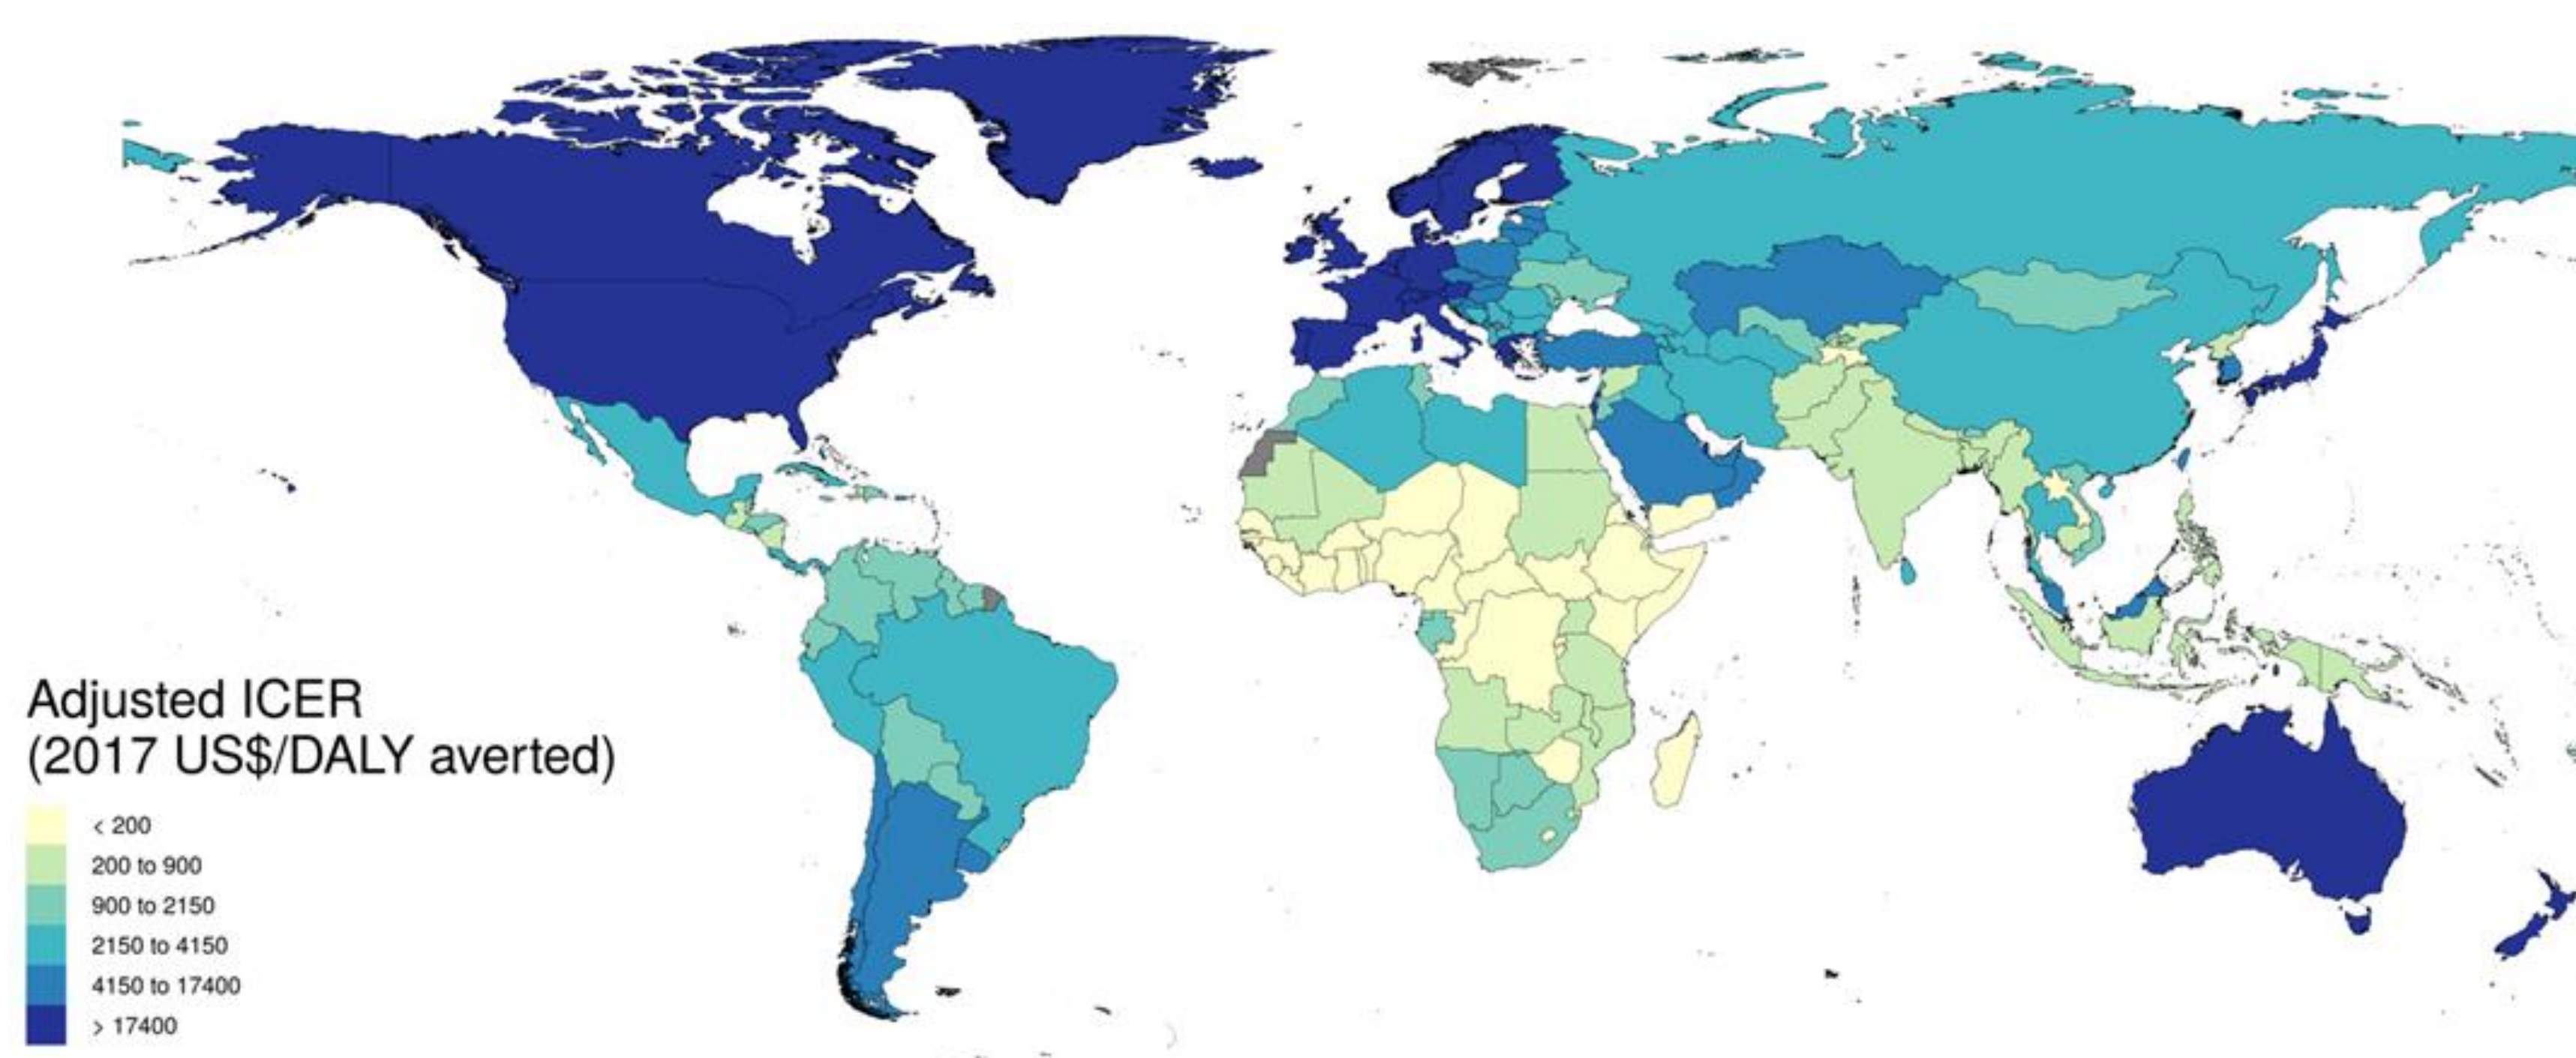 Adjusted ICER
(2017 US$/DALY averted)
< 200
200 to 900
900 to 2150
2150 to 4150
4150 to 17400
> 17400